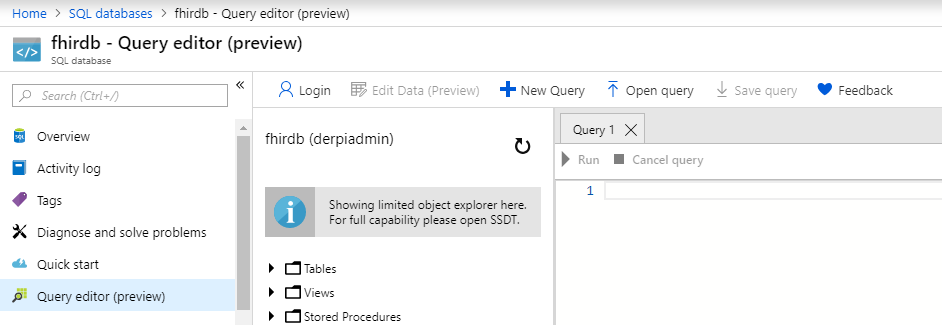 Home > SQL databases > fhirdb - Query editor (preview)
fhirdb - Query editor (preview)
SQL database
Search (Ctrl+/)
«
Overview
Activity log
Tags
Diagnose and solve problems
Quick start
Query editor (preview)
Login Edit Data (Preview) New Query Open query Save query Feedback
fhirdb (derpiadmin)
Showing limited object explorer here.
For full capability please open SSDT.
Tables
Views
Stored Procedures
Query 1
Run Cancel query
1